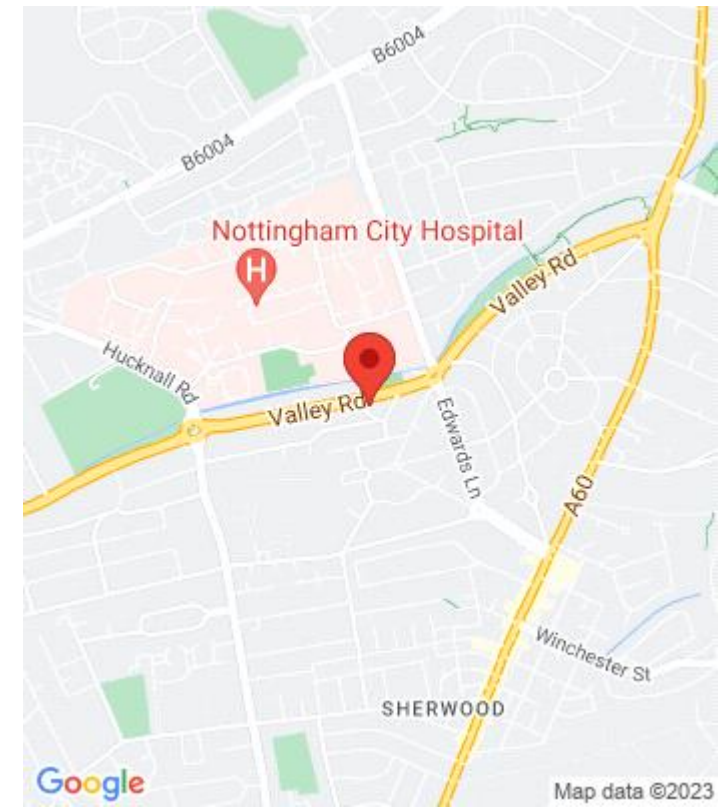 B6004
B6004
Nottingham City Hospital
H
Valley Rd
Hucknall Rd
Valley Rd
Edwards Ln
A60
Winchester St
SHERWOOD
Google
Map data ©2023